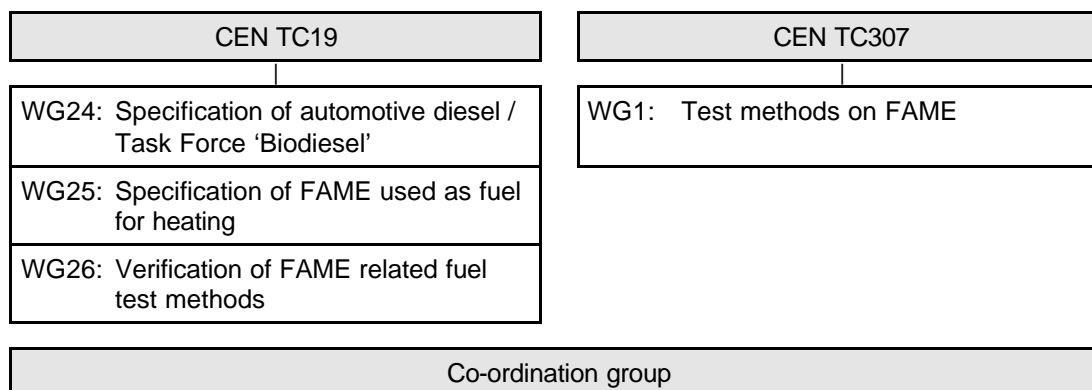 CEN TC19
WG24: Specification of automotive diesel /
Task Force ‘Biodiesel’
WG25: Specification of FAME used as fuel
for heating
WG26: Verification of FAME related fuel
test methods
CEN TC307
WG1: Test methods on FAME
Co-ordination group